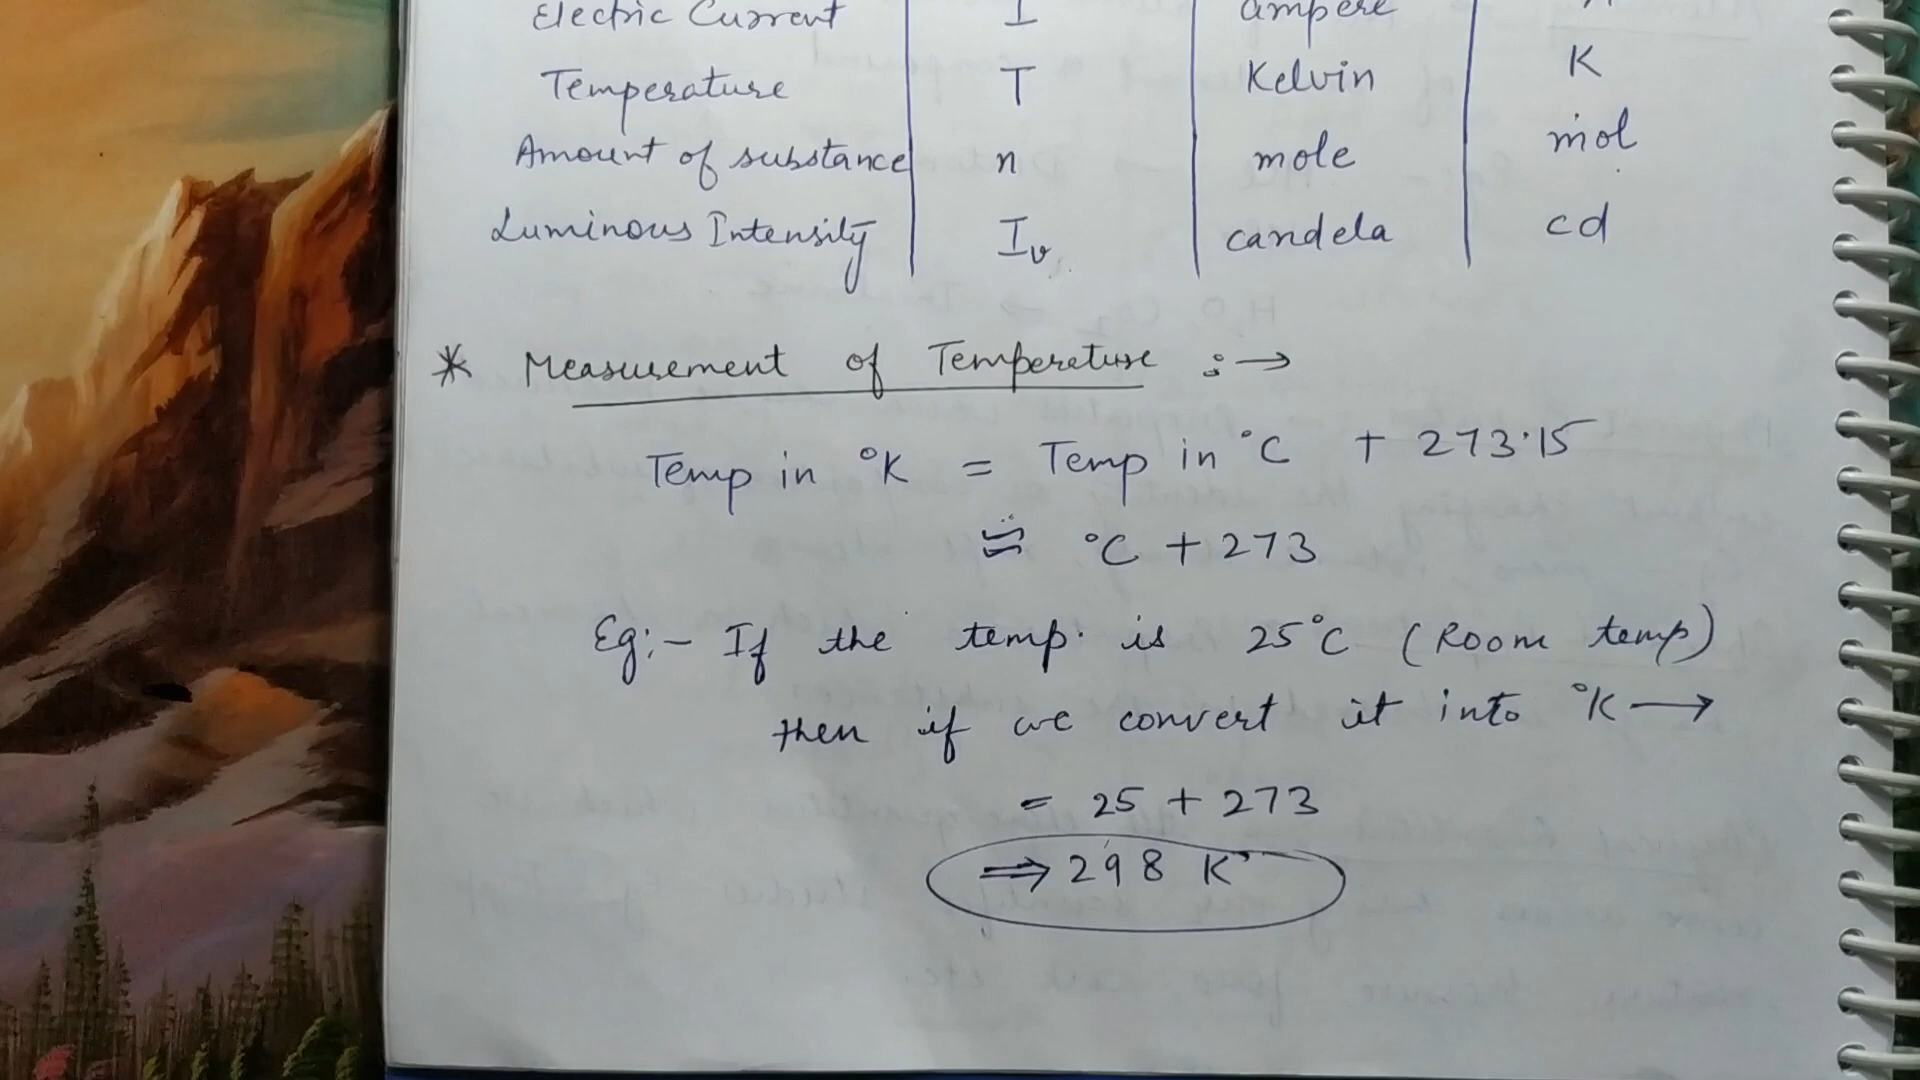 Electric Current I ampere A
Temperature T Kelvin K
Amount of substance n mole mol
Luminous Intensity Iv candela cd
* Measurement of Temperature :→
Temp in °K = Temp in °C + 273.15
≈ °C + 273
Eg:- If the temp. is 25°C (Room temp)
then if we convert it into °K →
= 25 + 273
⇒ 298 K